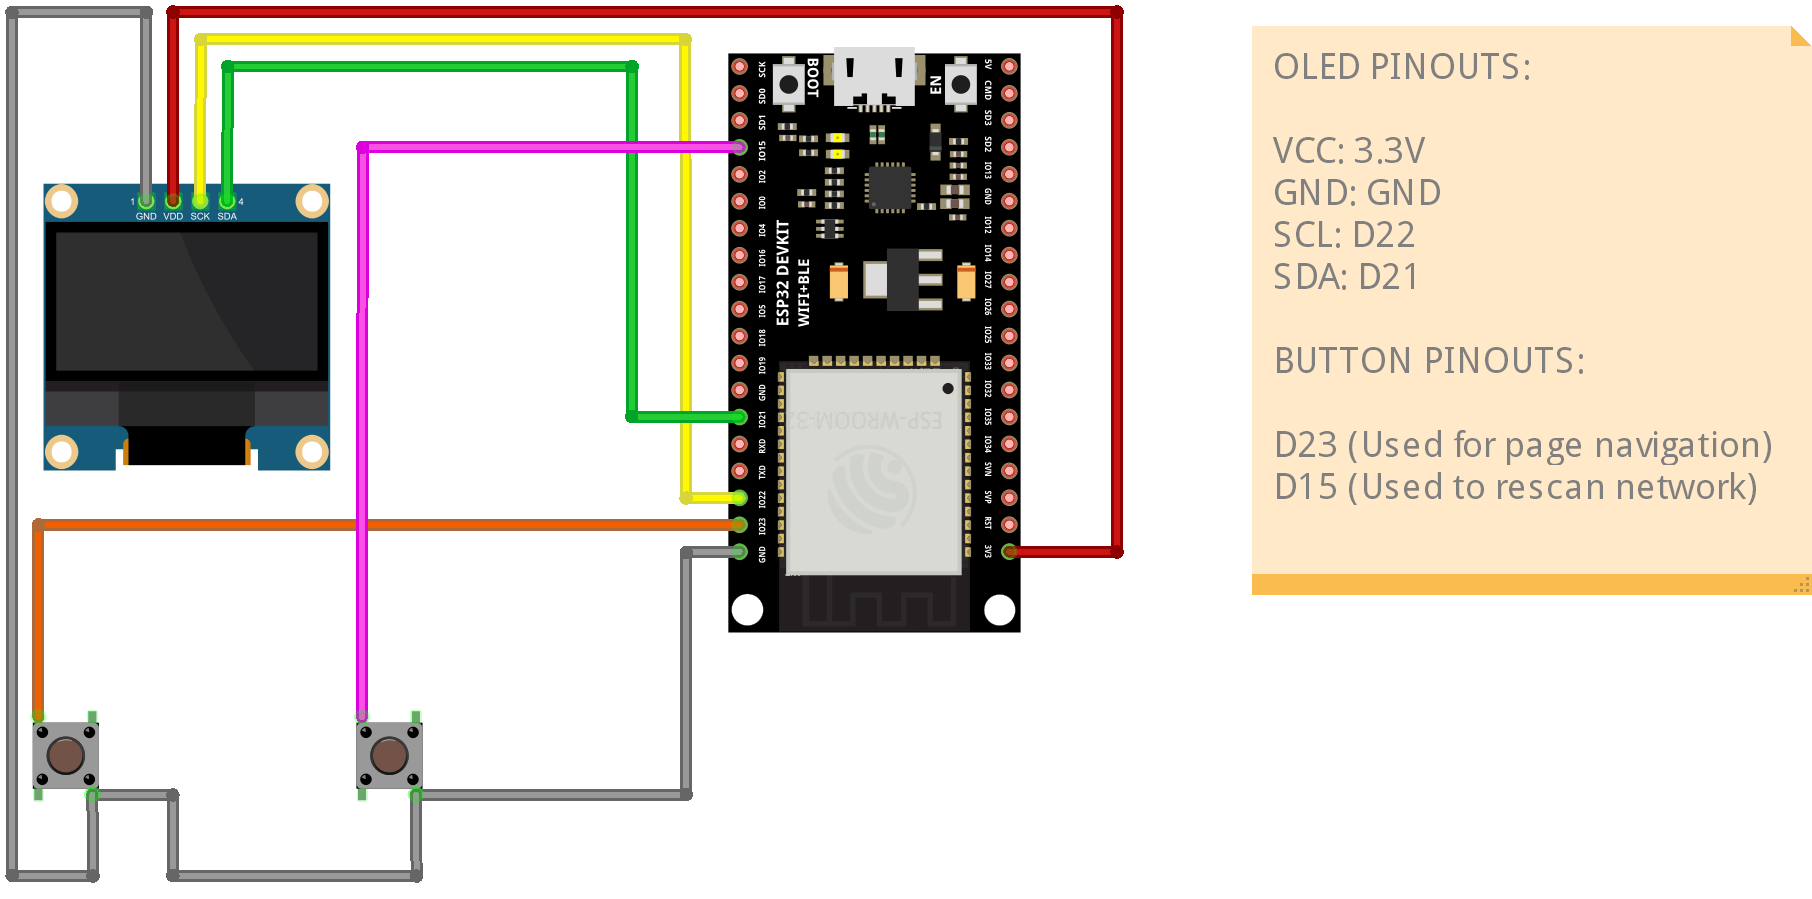 1
4
GND VDD SCK SDA
SCK
SD0
SD1
IO15
IO2
IO0
IO4
IO16
IO17
IO5
IO18
IO19
GND
IO21
RXD
TXD
IO22
IO23
GND
BOOT
EN
ESP32 DEVKIT
WIFI+BLE
ESP-WROOM-32
5V
CMD
SD3
SD2
IO13
GND
IO12
IO14
IO27
IO26
IO25
IO33
IO32
IO35
IO34
SVN
SVP
RST
3V3
OLED PINOUTS:
VCC: 3.3V
GND: GND
SCL: D22
SDA: D21
BUTTON PINOUTS:
D23 (Used for page navigation)
D15 (Used to rescan network)